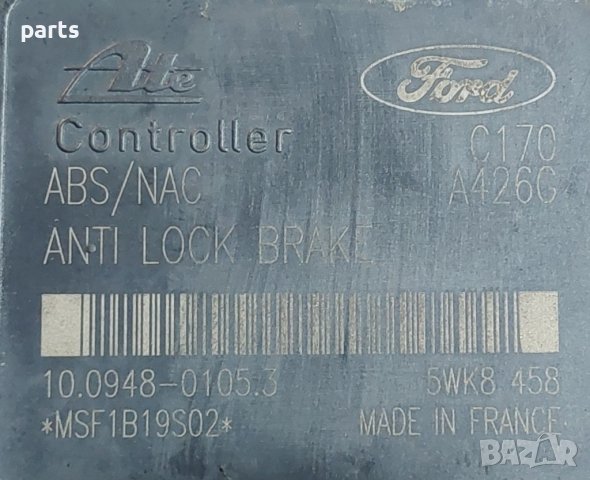 parts
Ate
Ford
Controller
C170
ABS/NAC
A426G
ANTI LOCK BRAKE
10.0948-0105.3
5WK8 458
*MSF1B19S02*
MADE IN FRANCE
BAZAR